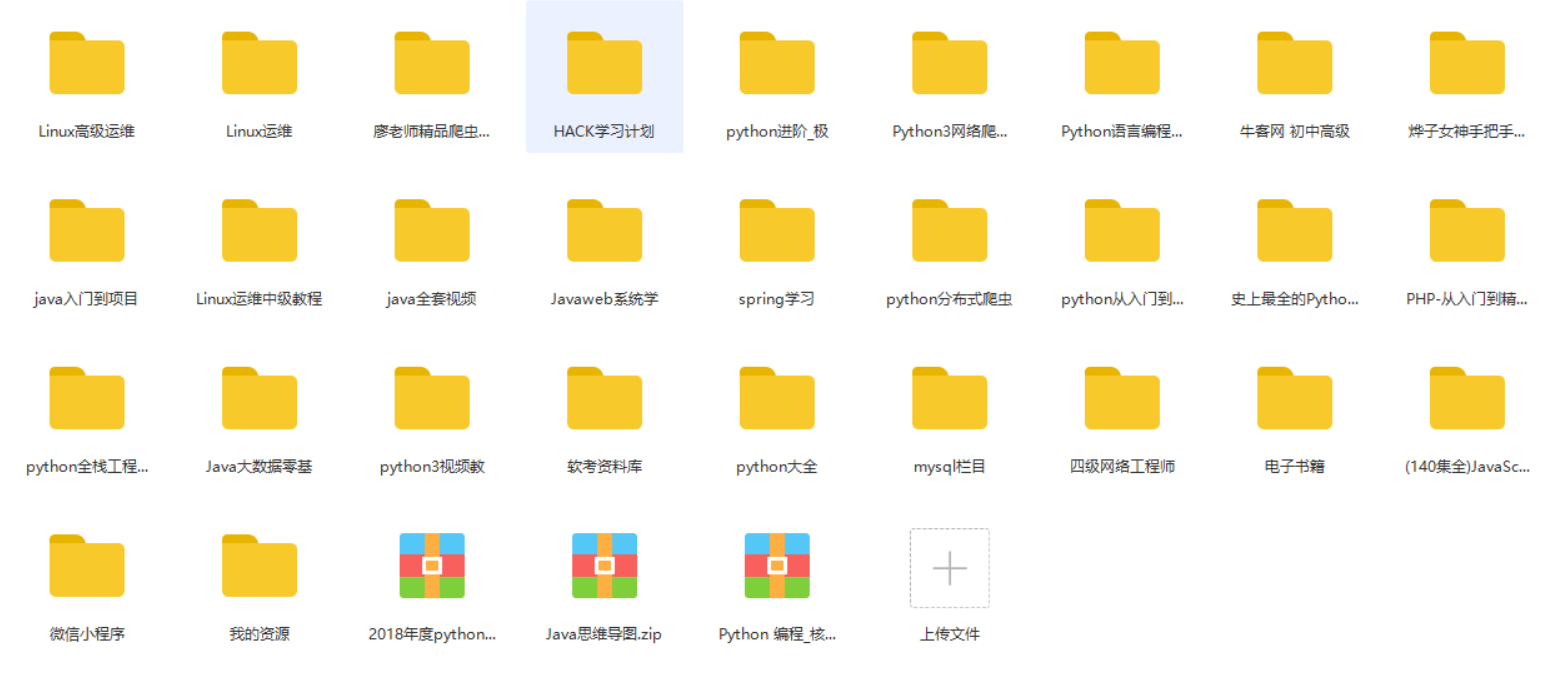 Linux高级运维
Linux运维
廖老师精品爬虫...
HACK学习计划
python进阶_极
Python3网络爬...
Python语言编程...
牛客网 初中高级
烨子女神手把手...
java入门到项目
Linux运维中级教程
java全套视频
Javaweb系统学
spring学习
python分布式爬虫
python从入门到...
史上最全的Pytho...
PHP-从入门到精...
python全栈工程...
Java大数据零基
python3视频教
软考资料库
python大全
mysql栏目
四级网络工程师
电子书籍
(140集全)JavaSc...
微信小程序
我的资源
2018年度python...
Java思维导图.zip
Python 编程_核...
上传文件